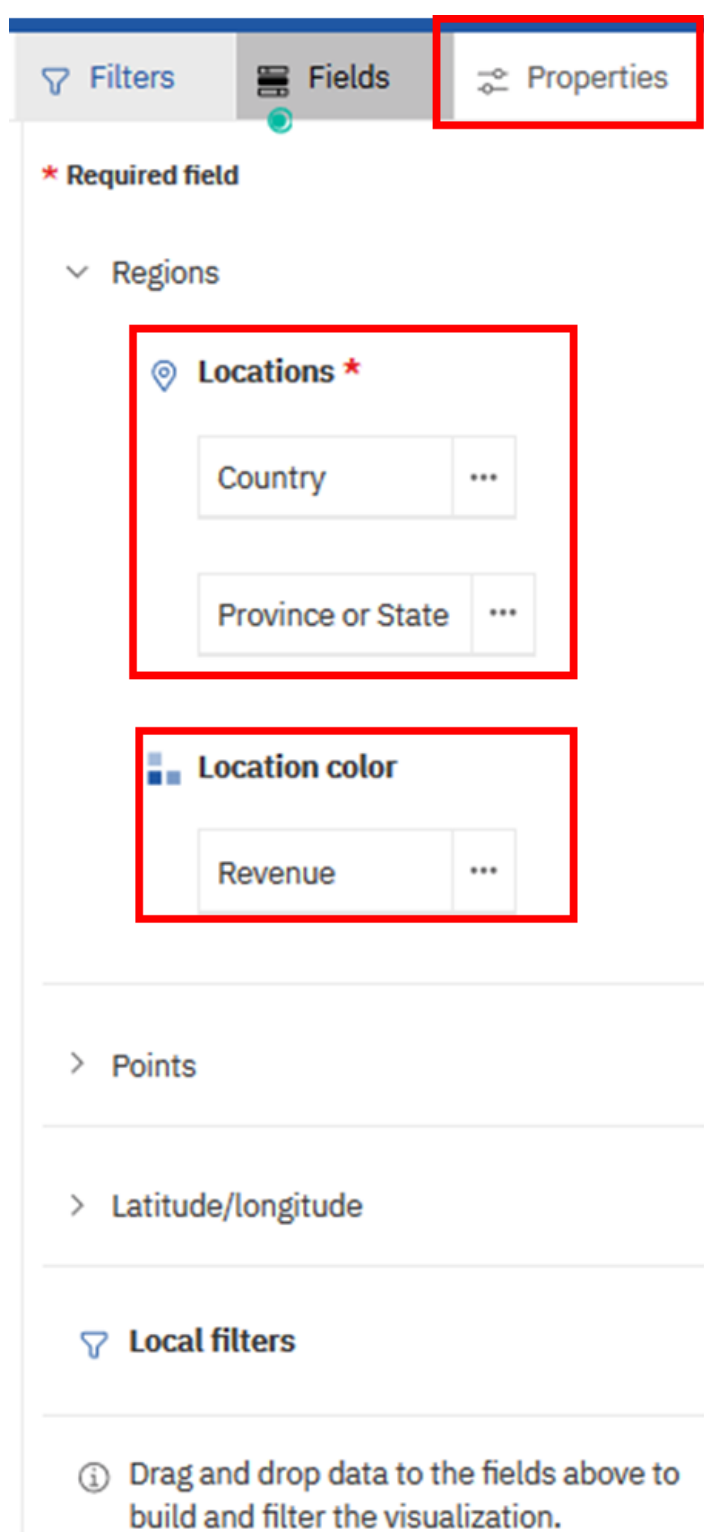 Filters Fields Properties
* Required field
Regions
Locations *
Country ...
Province or State ...
Location color
Revenue ...
Points
Latitude/longitude
Local filters
Drag and drop data to the fields above to
build and filter the visualization.